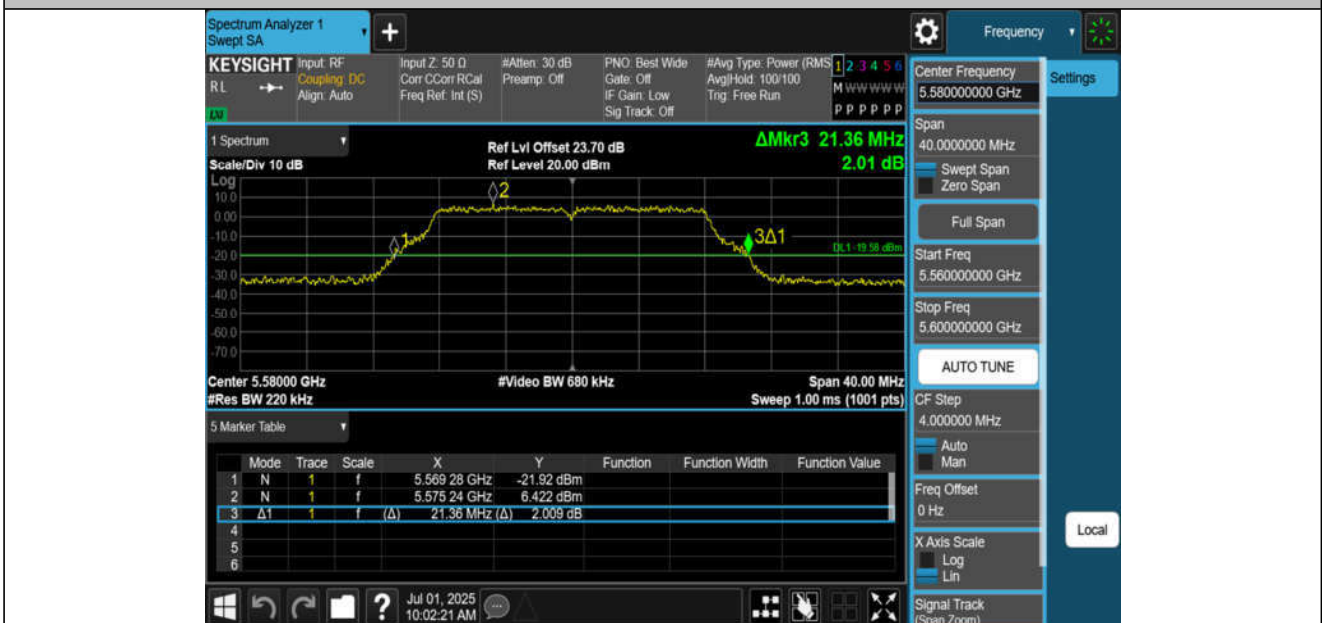 Spectrum Analyzer 1
Swept SA
+
Frequency
KEYSIGHT
RL
LU
Input: RF
Coupling: DC
Align: Auto
Input Z: 50 Ω
Corr CCorr RCal
Freq Ref: Int (S)
#Atten: 30 dB
Preamp: Off
PNO: Best Wide
Gate: Off
IF Gain: Low
Sig Track: Off
#Avg Type: Power (RMS
Avg|Hold: 100/100
Trig: Free Run
1 2 3 4 5 6
M W W W W W
P P P P P P
1 Spectrum
Scale/Div 10 dB
Ref Lvl Offset 23.70 dB
Ref Level 20.00 dBm
ΔMkr3 21.36 MHz
2.01 dB
Log
10.0
0.00
-10.0
-20.0
-30.0
-40.0
-50.0
-60.0
-70.0
1
2
3Δ1
DL1 -19.58 dBm
Center 5.58000 GHz
#Video BW 680 kHz
Span 40.00 MHz
#Res BW 220 kHz
Sweep 1.00 ms (1001 pts)
5 Marker Table
Mode Trace Scale X Y Function Function Width Function Value
1 N 1 f 5.569 28 GHz -21.92 dBm
2 N 1 f 5.575 24 GHz 6.422 dBm
3 Δ1 1 f (Δ) 21.36 MHz (Δ) 2.009 dB
4
5
6
?
Jul 01, 2025
10:02:21 AM
Center Frequency
5.580000000 GHz
Span
40.0000000 MHz
Swept Span
Zero Span
Full Span
Start Freq
5.560000000 GHz
Stop Freq
5.600000000 GHz
AUTO TUNE
CF Step
4.000000 MHz
Auto
Man
Freq Offset
0 Hz
X Axis Scale
Log
Lin
Signal Track
(Span Zoom)
Settings
Local